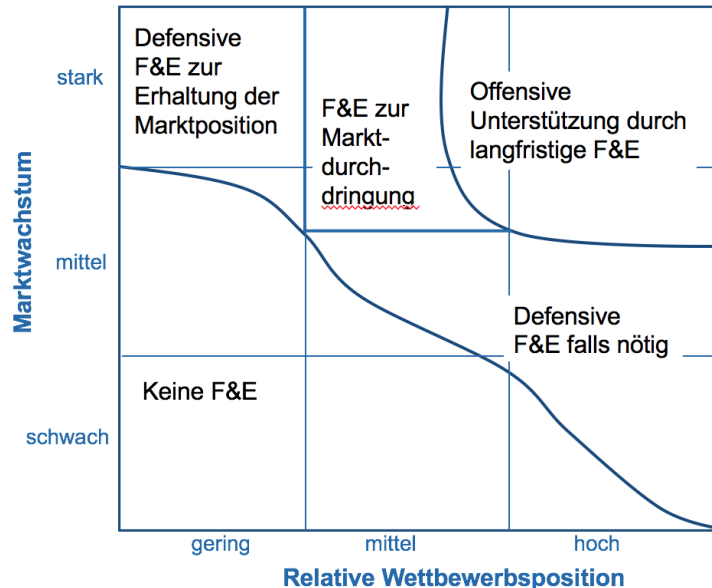 Defensive
F&E zur
Erhaltung der
Marktposition
F&E zur
Markt-
durch-
dringung
Offensive
Unterstützung durch
langfristige F&E
Defensive
F&E falls nötig
Keine F&E
stark
mittel
schwach
Marktwachstum
gering
mittel
hoch
Relative Wettbewerbsposition